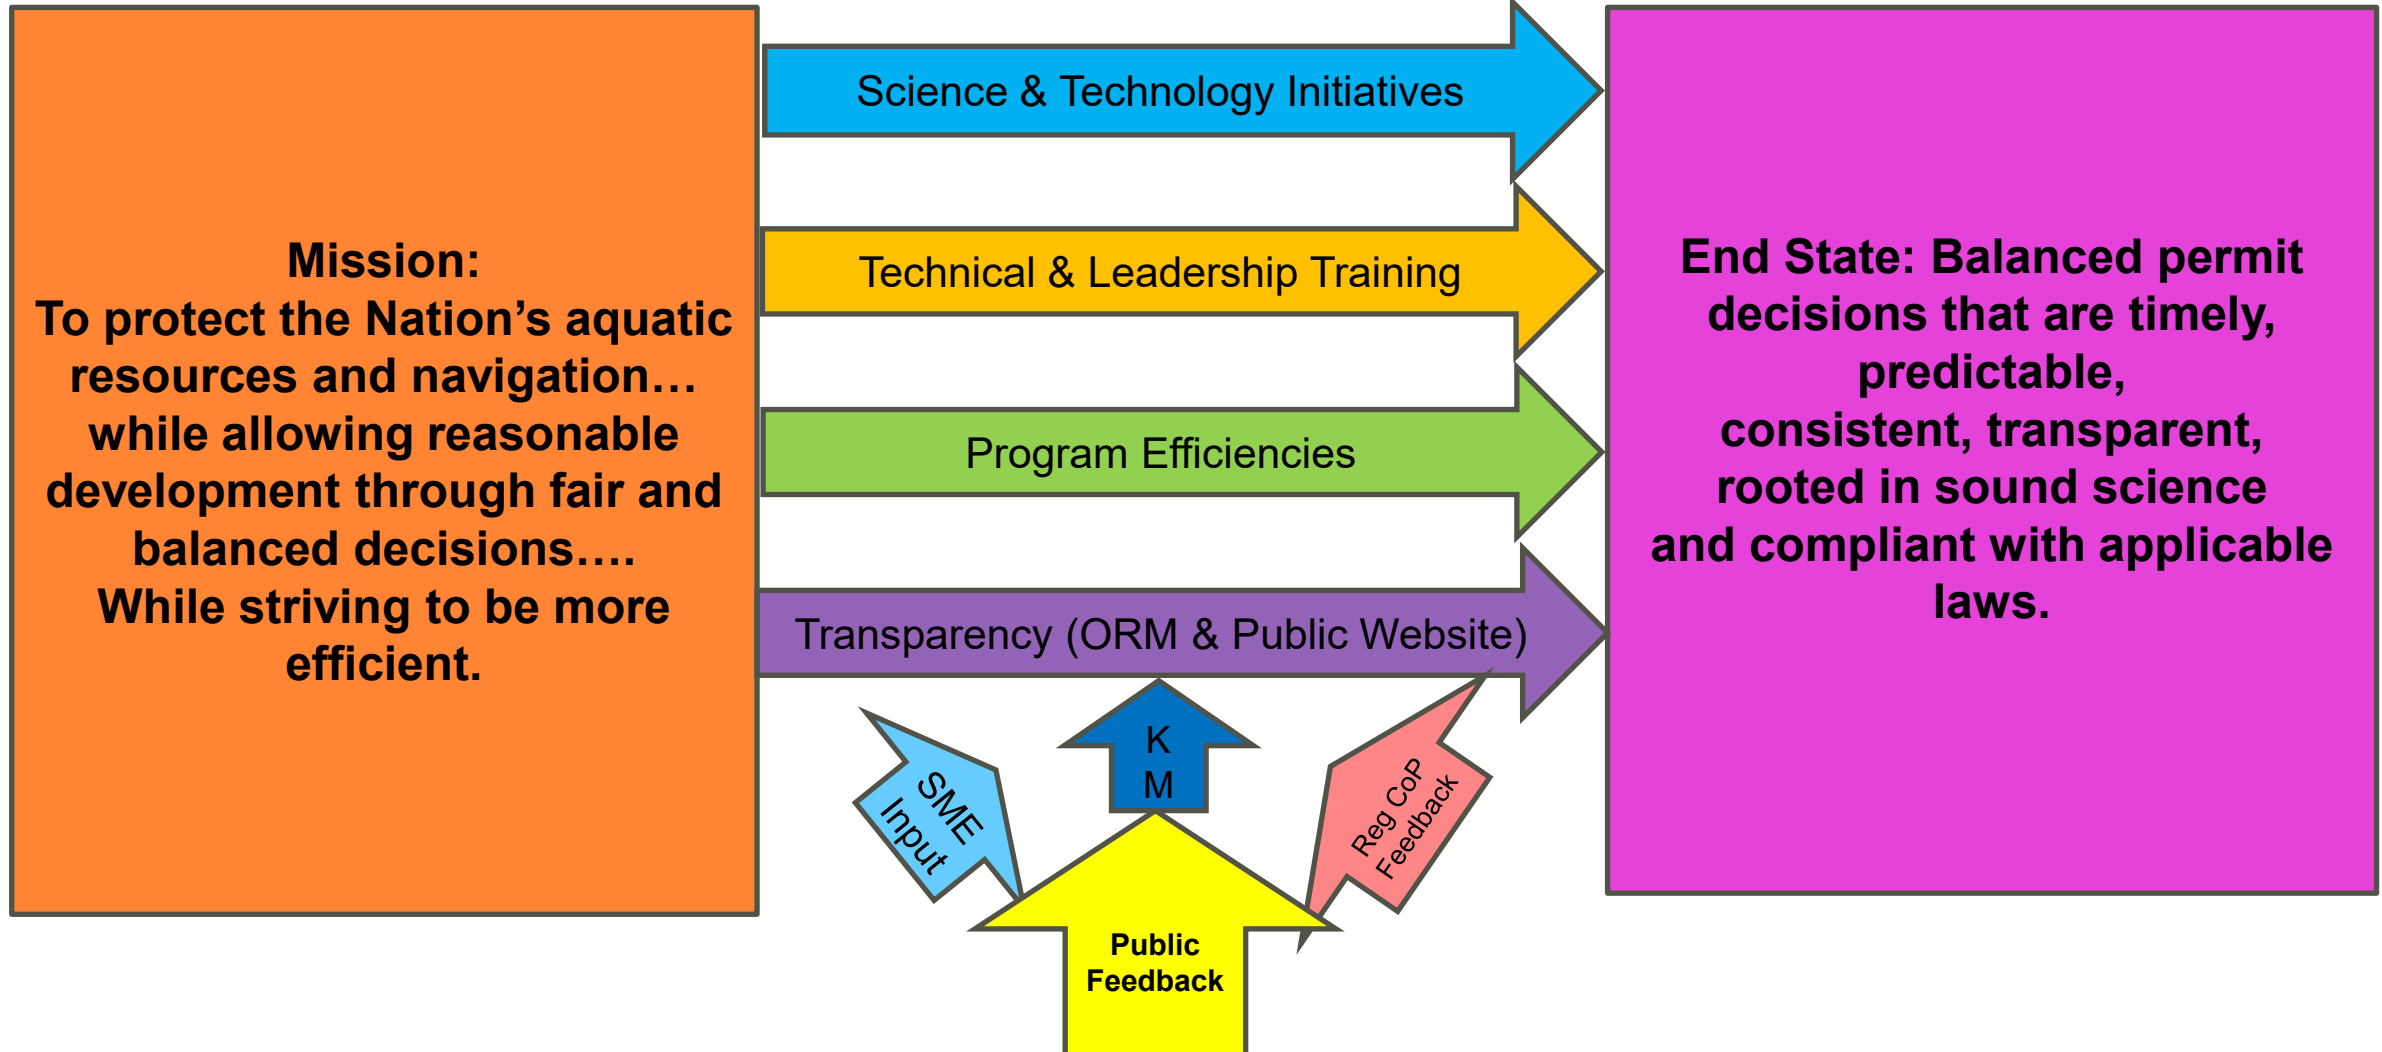 Mission:
To protect the Nation’s aquatic
resources and navigation…
while allowing reasonable
development through fair and
balanced decisions….
While striving to be more
efficient.
Science & Technology Initiatives
Technical & Leadership Training
Program Efficiencies
Transparency (ORM & Public Website)
End State: Balanced permit
decisions that are timely,
predictable,
consistent, transparent,
rooted in sound science
and compliant with applicable
laws.
SME
Input
K
M
Reg CoP
Feedback
Public
Feedback